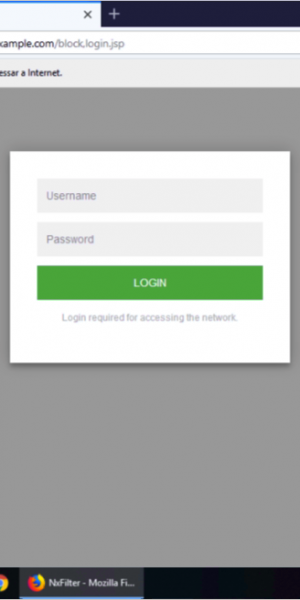 xample.com/block,login.jsp
essar a Internet.
Username
Password
LOGIN
Login required for accessing the network.
NxFilter - Mozilla Fi...